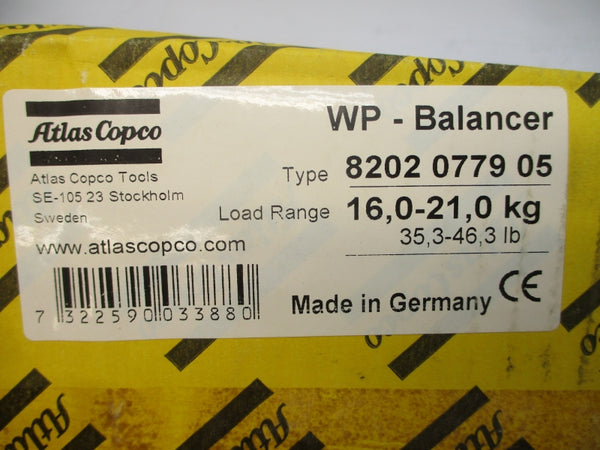 Atlas Copco
Atlas Copco Tools
SE-105 23 Stockholm
Sweden
www.atlascopco.com
7 322590 033880
WP - Balancer
Type 8202 0779 05
Load Range 16,0-21,0 kg
35,3-46,3 lb
Made in Germany CE
Atlas Copco